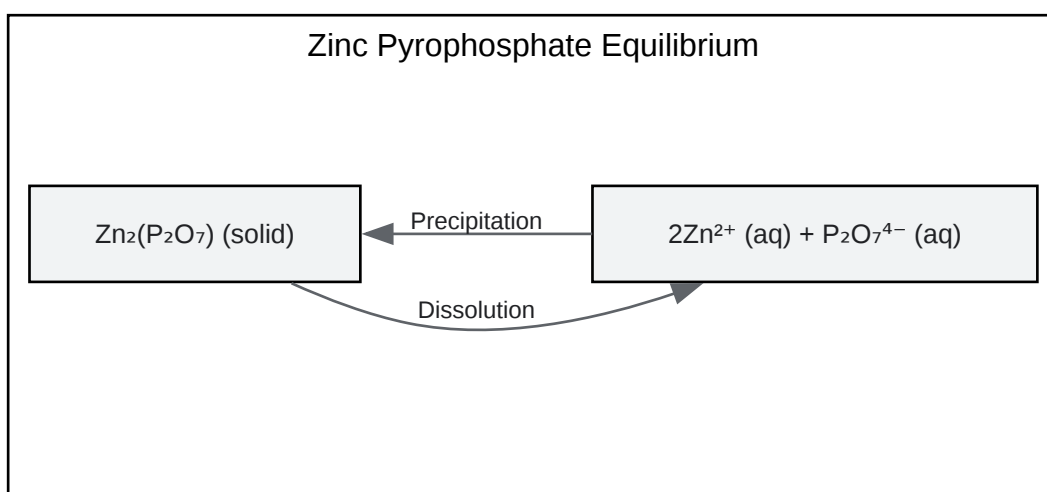 Zinc Pyrophosphate Equilibrium
Zn₂(P₂O₇) (solid)
Precipitation
2Zn²⁺ (aq) + P₂O₇⁴⁻ (aq)
Dissolution